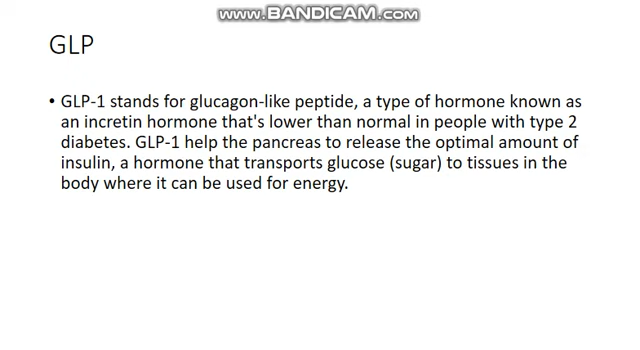 www.BANDICAM.com
GLP
• GLP-1 stands for glucagon-like peptide, a type of hormone known as
an incretin hormone that's lower than normal in people with type 2
diabetes. GLP-1 help the pancreas to release the optimal amount of
insulin, a hormone that transports glucose (sugar) to tissues in the
body where it can be used for energy.